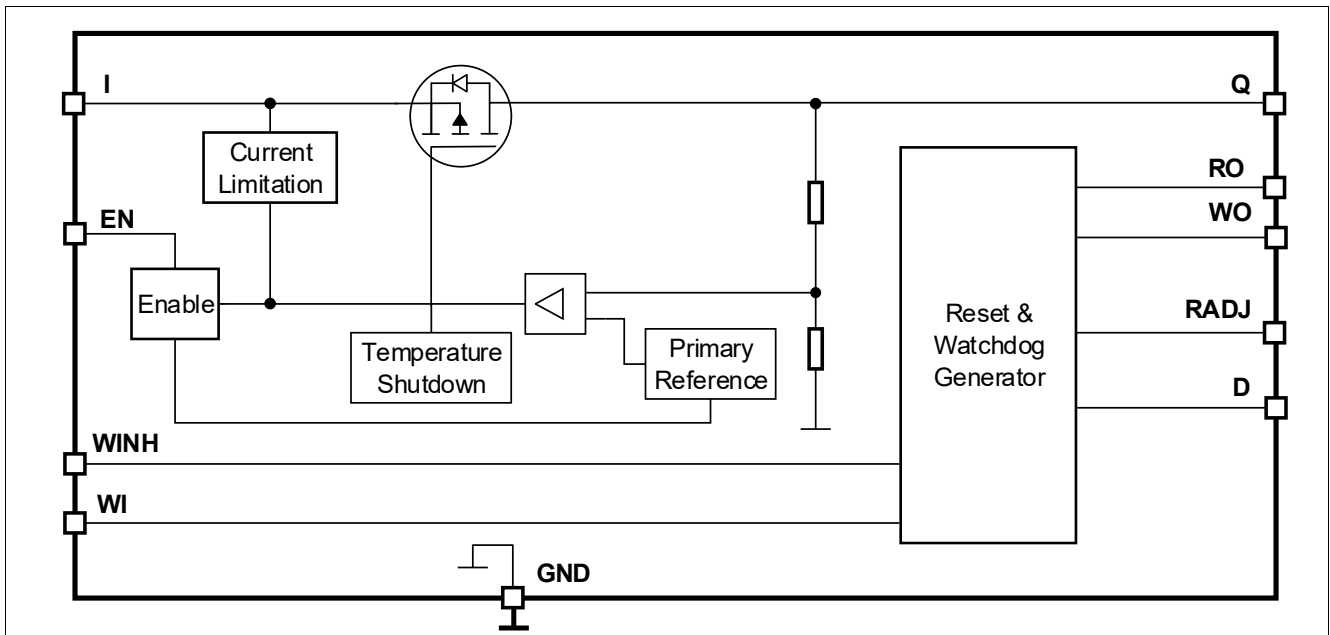 I
Q
Current
Limitation
RO
EN
WO
Enable
Reset &
Watchdog
Generator
RADJ
Temperature
Shutdown
Primary
Reference
D
WINH
WI
GND